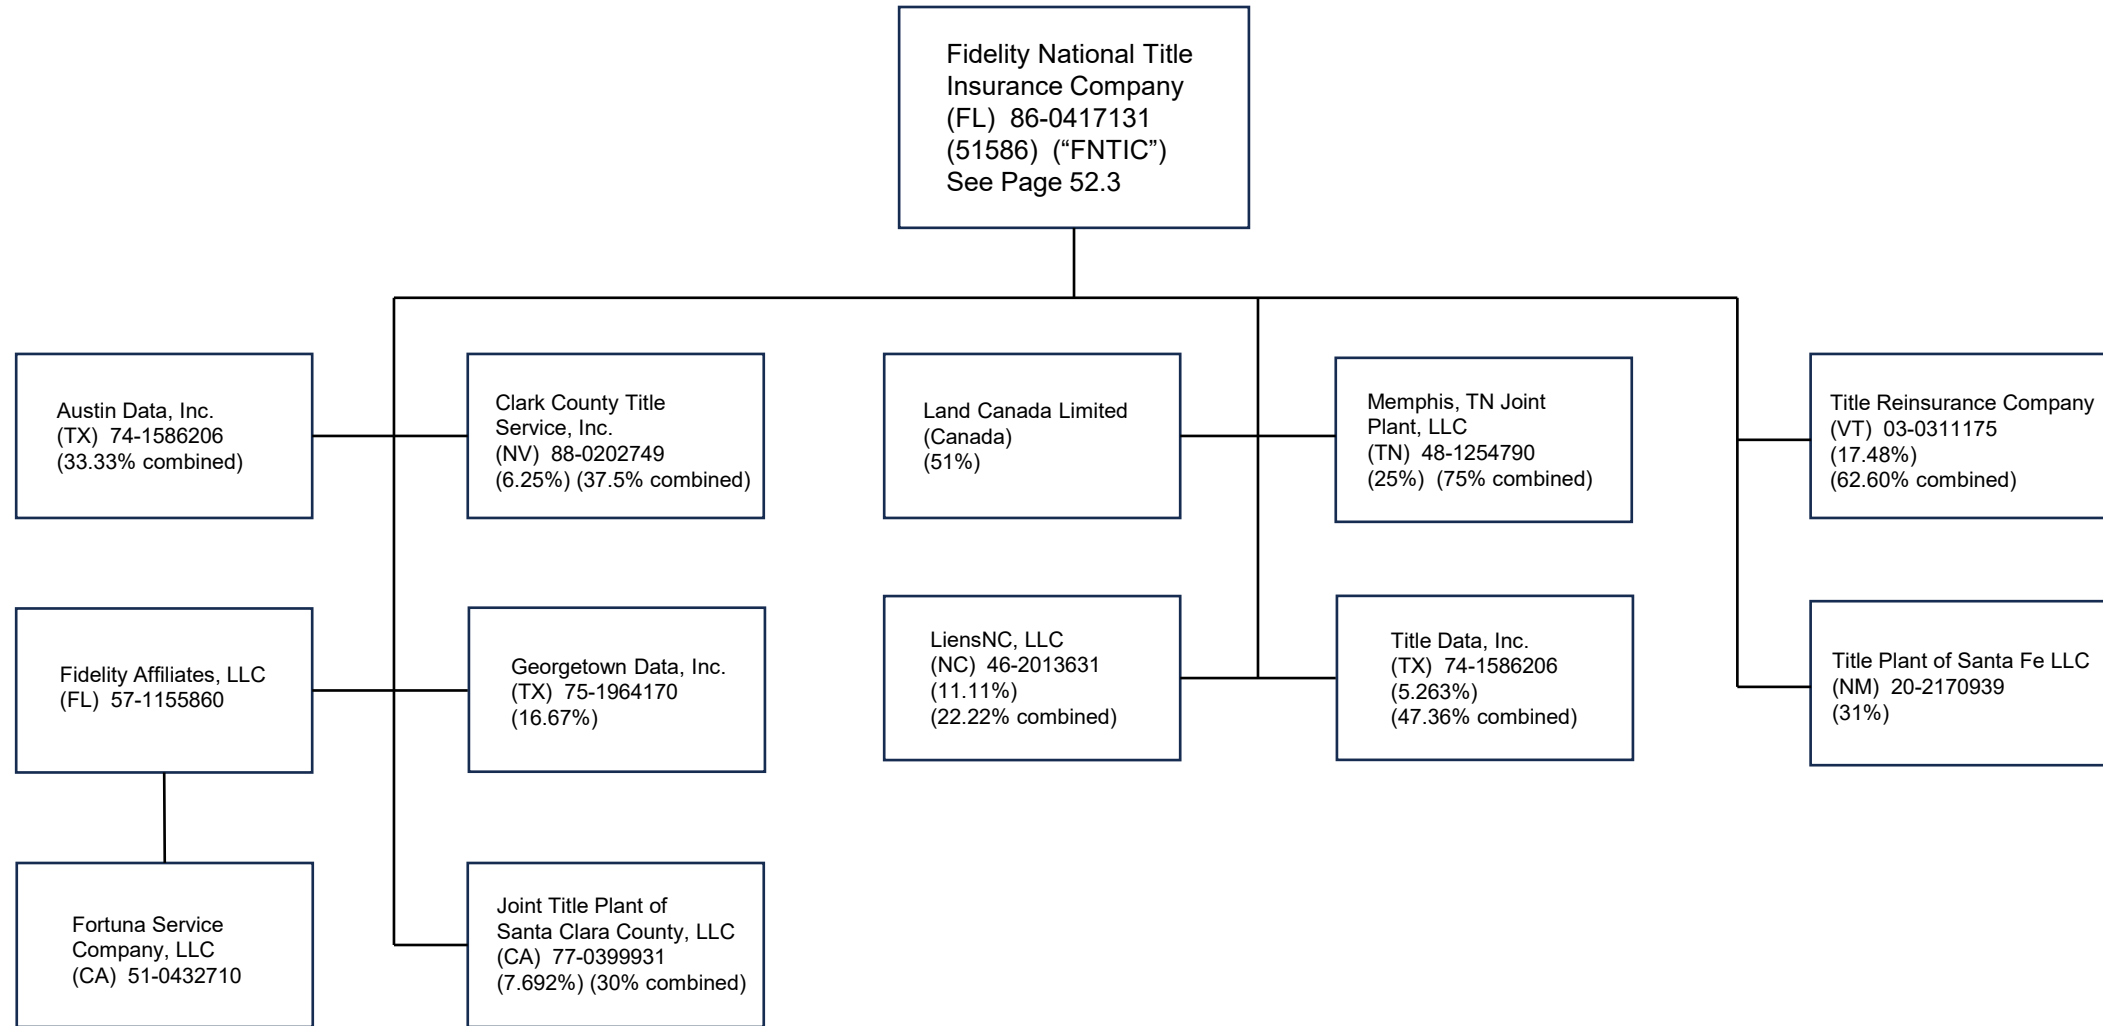 Fidelity National Title
Insurance Company
(FL) 86-0417131
(51586) (“FNTIC”)
See Page 52.3
Austin Data, Inc.
(TX) 74-1586206
(33.33% combined)
Clark County Title
Service, Inc.
(NV) 88-0202749
(6.25%) (37.5% combined)
Land Canada Limited
(Canada)
(51%)
Memphis, TN Joint
Plant, LLC
(TN) 48-1254790
(25%) (75% combined)
Title Reinsurance Company
(VT) 03-0311175
(17.48%)
(62.60% combined)
Fidelity Affiliates, LLC
(FL) 57-1155860
Georgetown Data, Inc.
(TX) 75-1964170
(16.67%)
LiensNC, LLC
(NC) 46-2013631
(11.11%)
(22.22% combined)
Title Data, Inc.
(TX) 74-1586206
(5.263%)
(47.36% combined)
Title Plant of Santa Fe LLC
(NM) 20-2170939
(31%)
Fortuna Service
Company, LLC
(CA) 51-0432710
Joint Title Plant of
Santa Clara County, LLC
(CA) 77-0399931
(7.692%) (30% combined)